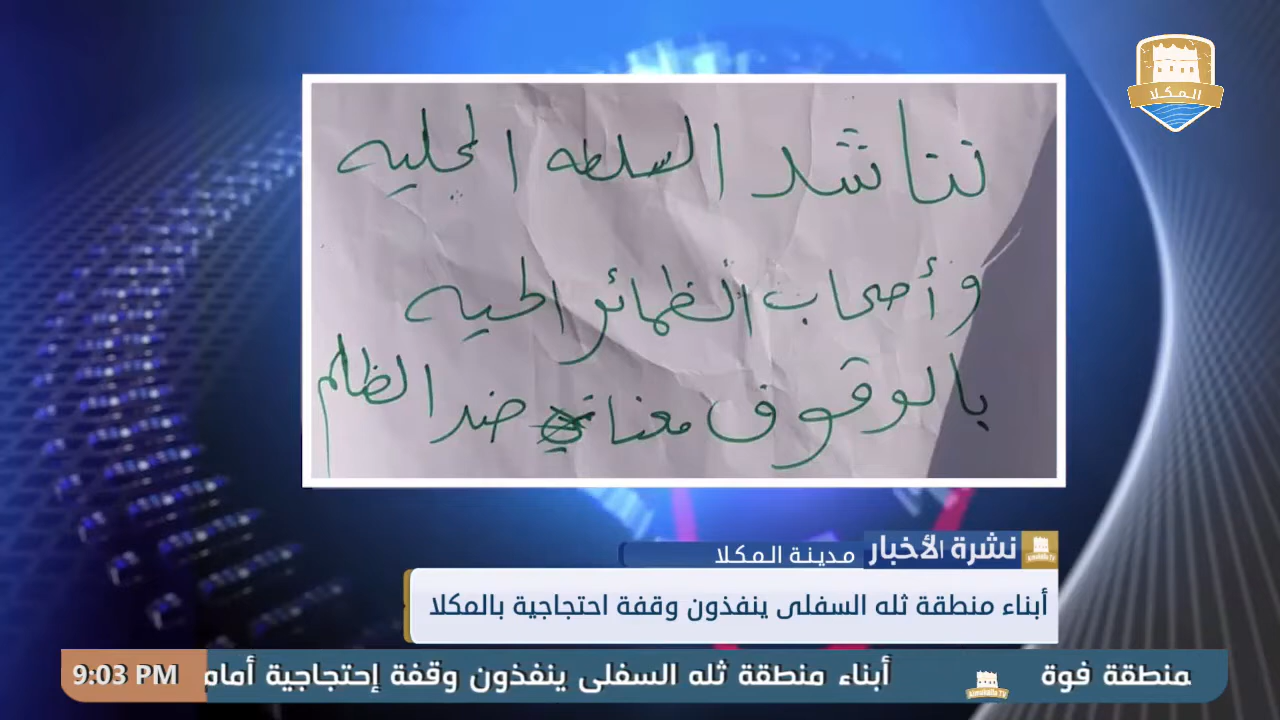 المكلا
نناشد السلطه المحليه
وأصحاب الظمائر الحيه
بالوقوف معنا ضد الظلم
نشرة الأخبار
مدينة المكلا
أبناء منطقة ثله السفلى ينفذون وقفة احتجاجية بالمكلا
منطقة فوة
أبناء منطقة ثله السفلى ينفذون وقفة إحتجاجية أمام
9:03 PM